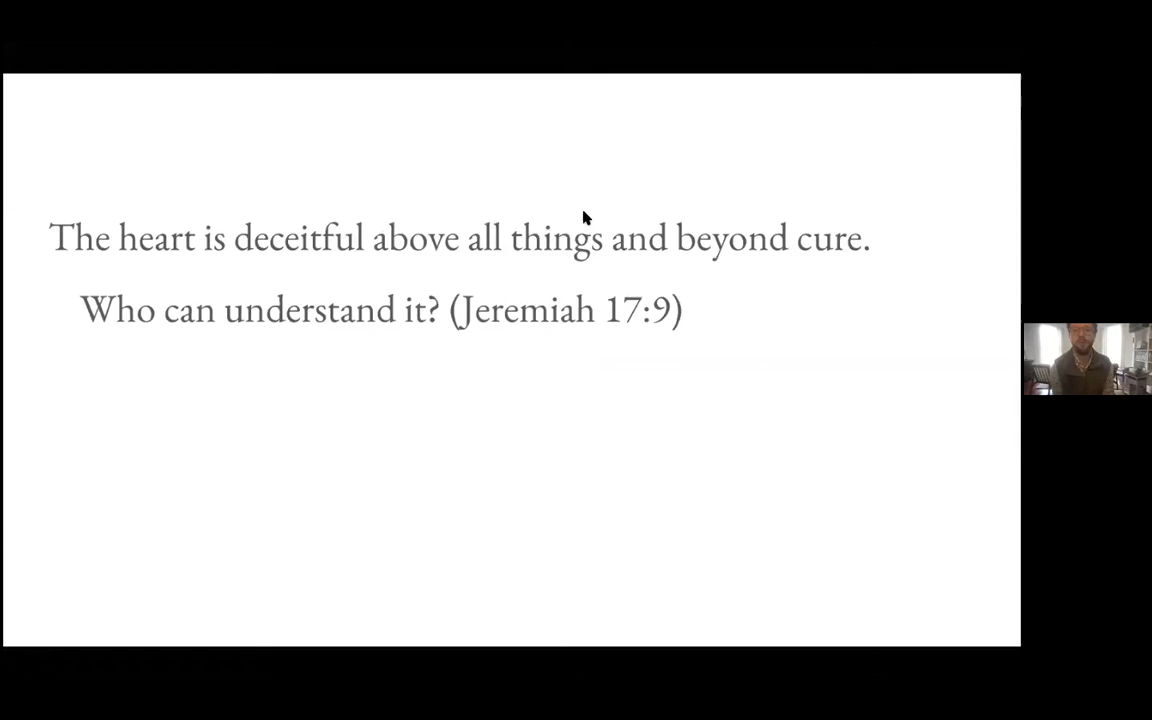 The heart is deceitful above all things and beyond cure.
Who can understand it? (Jeremiah 17:9)